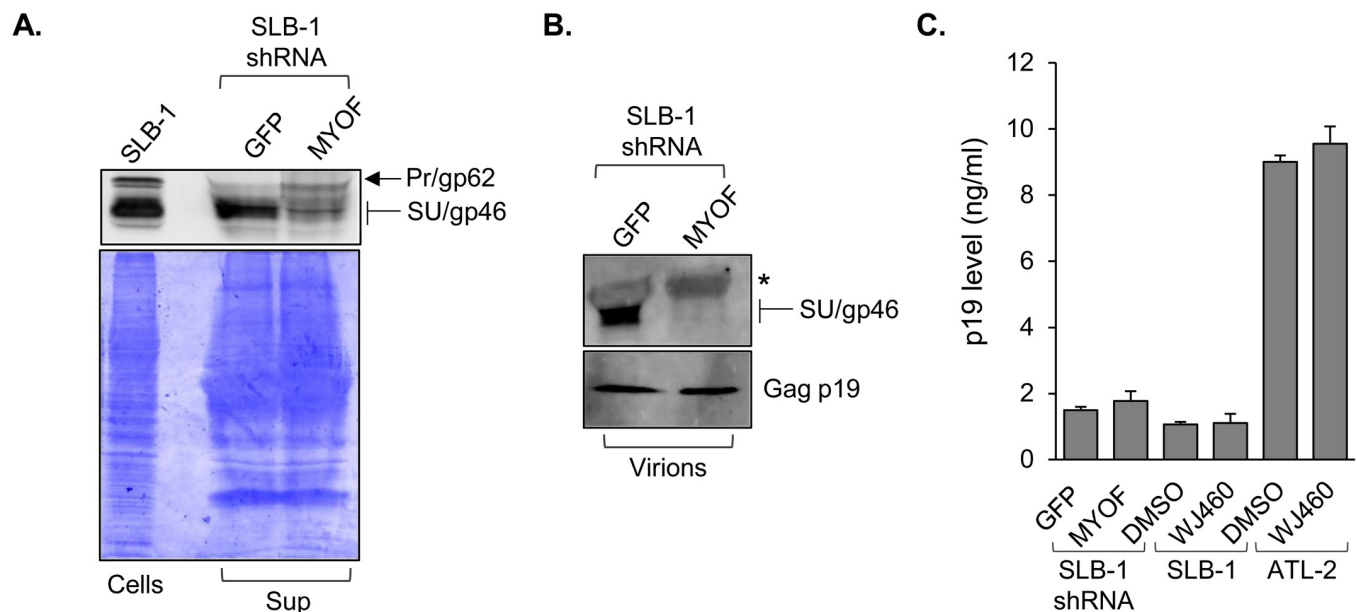 A.
SLB-1
shRNA
SLB-1
GFP
MYOF
Pr/gp62
SU/gp46
Cells
Sup
B.
SLB-1
shRNA
GFP
MYOF
*
SU/gp46
Gag p19
Virions
C.
p19 level (ng/ml)
12
10
8
6
4
2
0
GFP
MYOF
DMSO
WJ460
DMSO
WJ460
SLB-1
shRNA
SLB-1
ATL-2